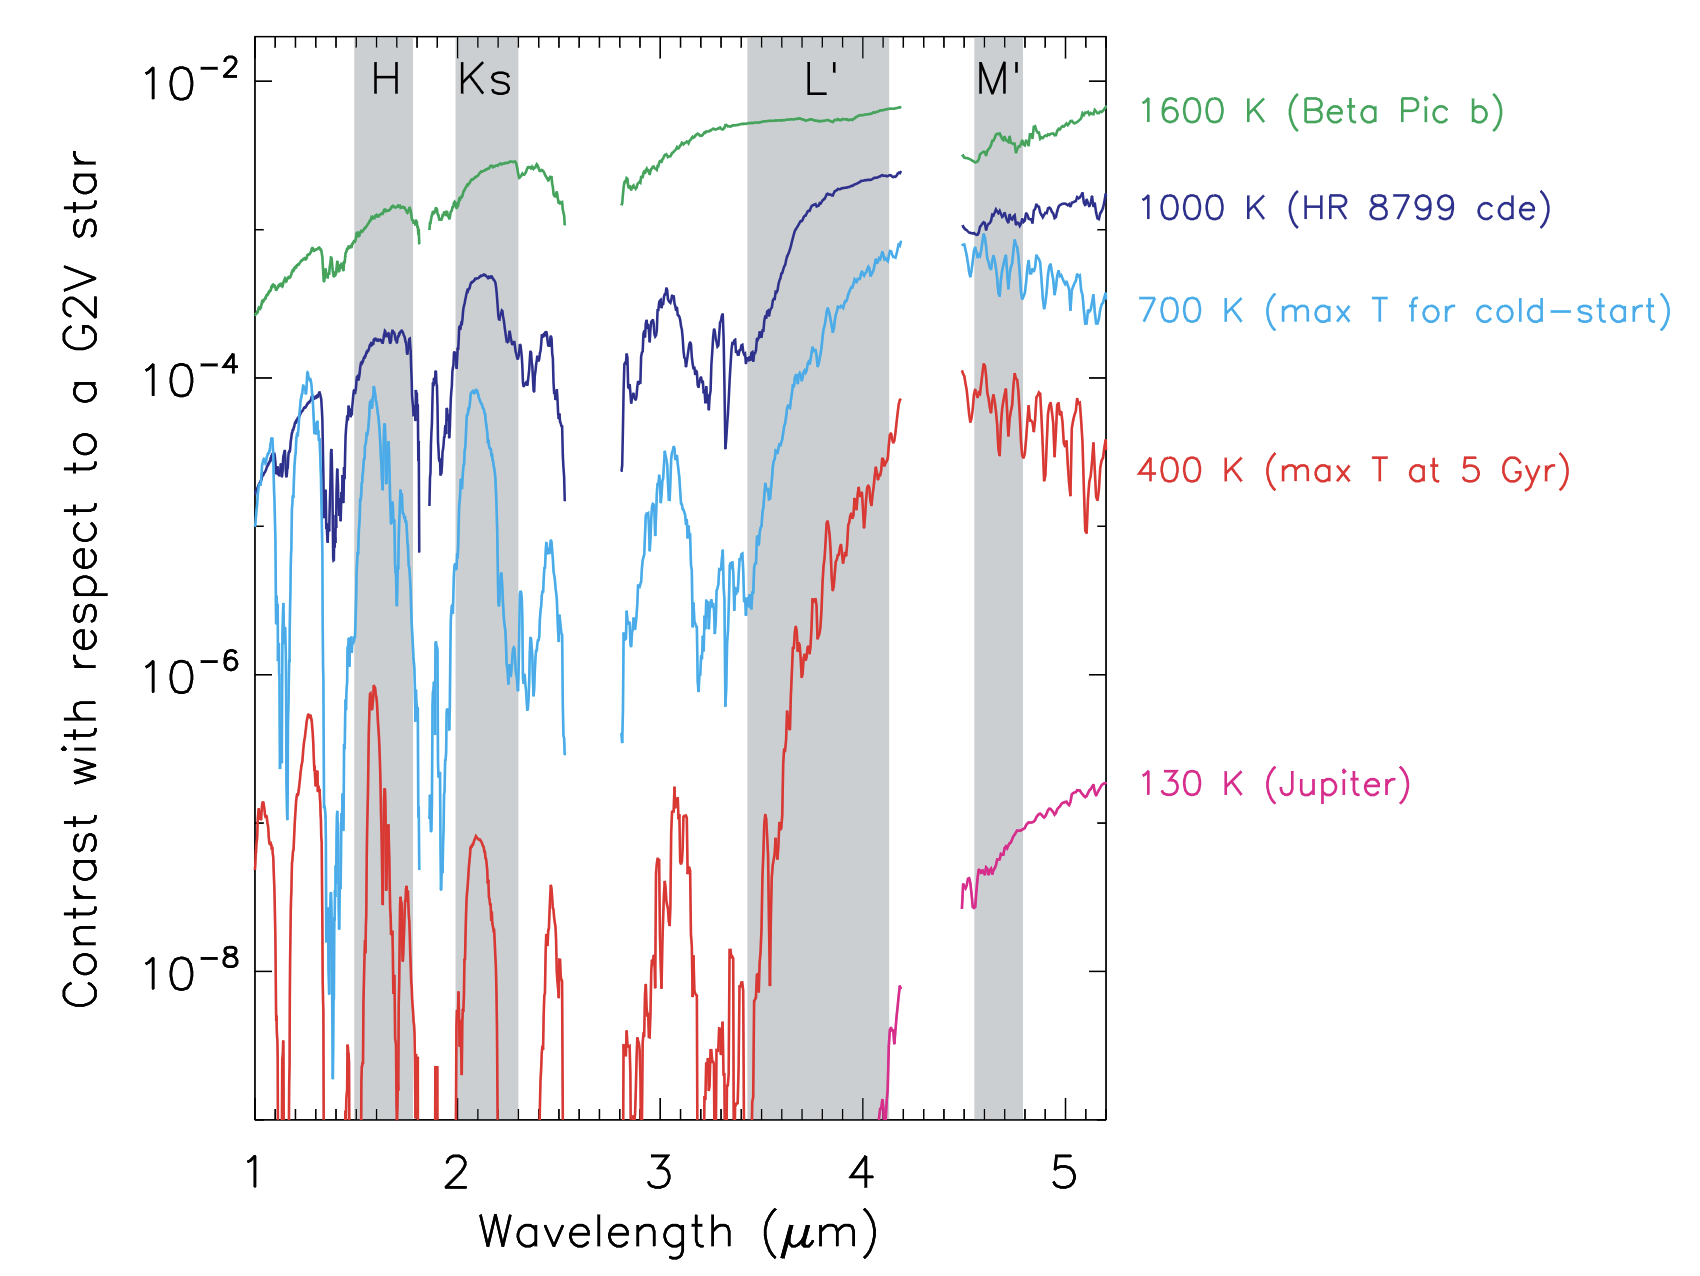 Contrast with respect to a G2V star
10⁻²
10⁻⁴
10⁻⁶
10⁻⁸
H
Ks
L'
M'
1600 K (Beta Pic b)
1000 K (HR 8799 cde)
700 K (max T for cold-start)
400 K (max T at 5 Gyr)
130 K (Jupiter)
1 2 3 4 5
Wavelength (μm)